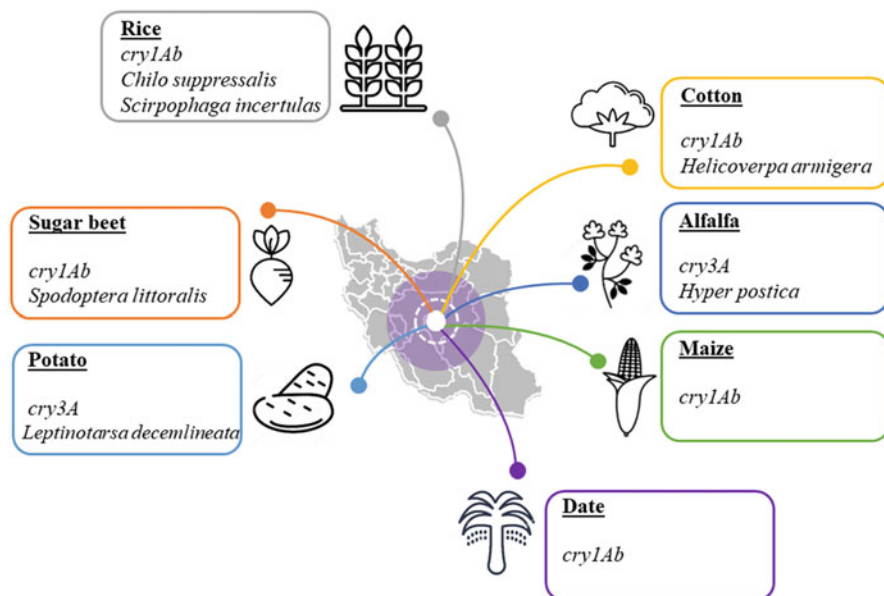 Rice
cry1Ab
Chilo suppressalis
Scirpophaga incertulas
Cotton
cry1Ab
Helicoverpa armigera
Sugar beet
cry1Ab
Spodoptera littoralis
Alfalfa
cry3A
Hyper postica
Potato
cry3A
Leptinotarsa decemlineata
Maize
cry1Ab
Date
cry1Ab